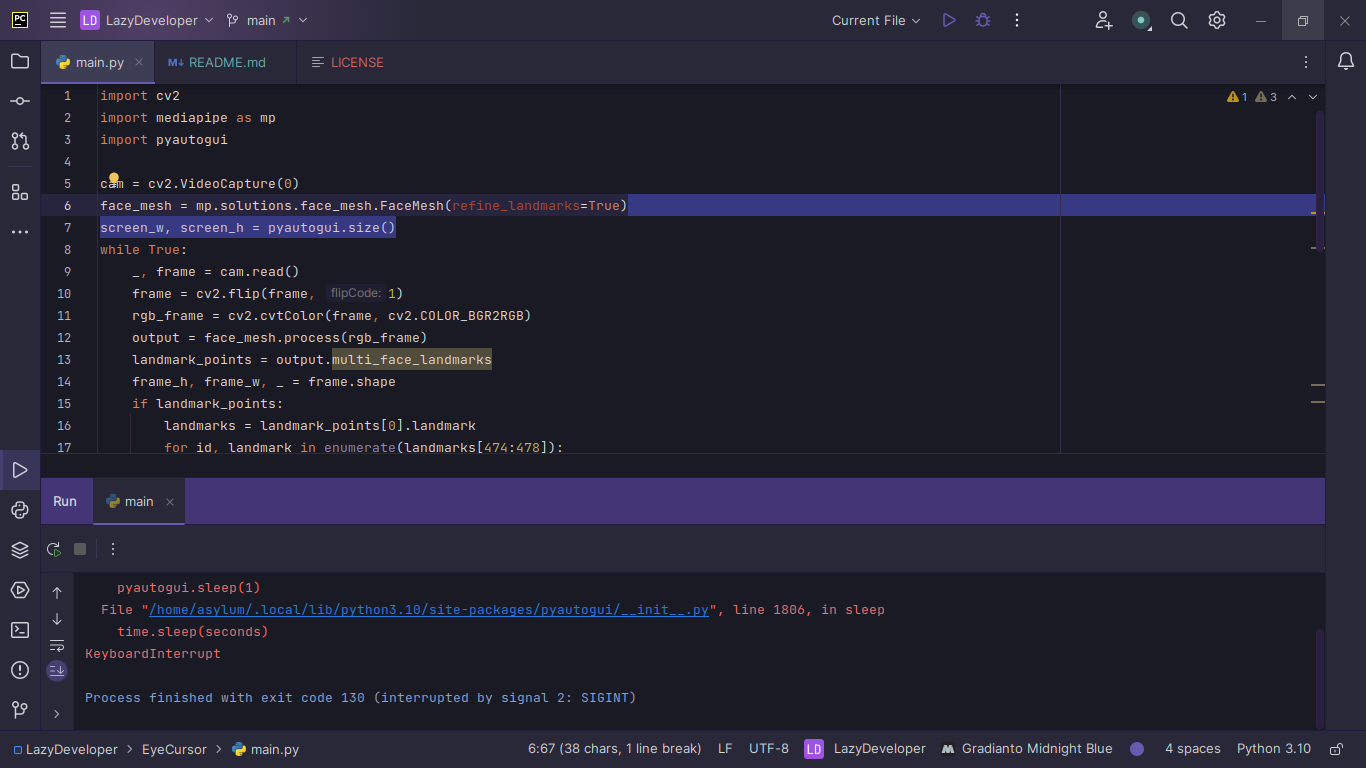 PC LD LazyDeveloper main Current File
main.py README.md LICENSE
1 import cv2 1 3
2 import mediapipe as mp
3 import pyautogui
4
5 cam = cv2.VideoCapture(0)
6 face_mesh = mp.solutions.face_mesh.FaceMesh(refine_landmarks=True)
7 screen_w, screen_h = pyautogui.size()
8 while True:
9 _, frame = cam.read()
10 frame = cv2.flip(frame, flipCode: 1)
11 rgb_frame = cv2.cvtColor(frame, cv2.COLOR_BGR2RGB)
12 output = face_mesh.process(rgb_frame)
13 landmark_points = output.multi_face_landmarks
14 frame_h, frame_w, _ = frame.shape
15 if landmark_points:
16 landmarks = landmark_points[0].landmark
17 for id, landmark in enumerate(landmarks[474:478]):
Run main
pyautogui.sleep(1)
File "/home/asylum/.local/lib/python3.10/site-packages/pyautogui/__init__.py", line 1806, in sleep
time.sleep(seconds)
KeyboardInterrupt
Process finished with exit code 130 (interrupted by signal 2: SIGINT)
LazyDeveloper > EyeCursor > main.py 6:67 (38 chars, 1 line break) LF UTF-8 LD LazyDeveloper M Gradianto Midnight Blue 4 spaces Python 3.10